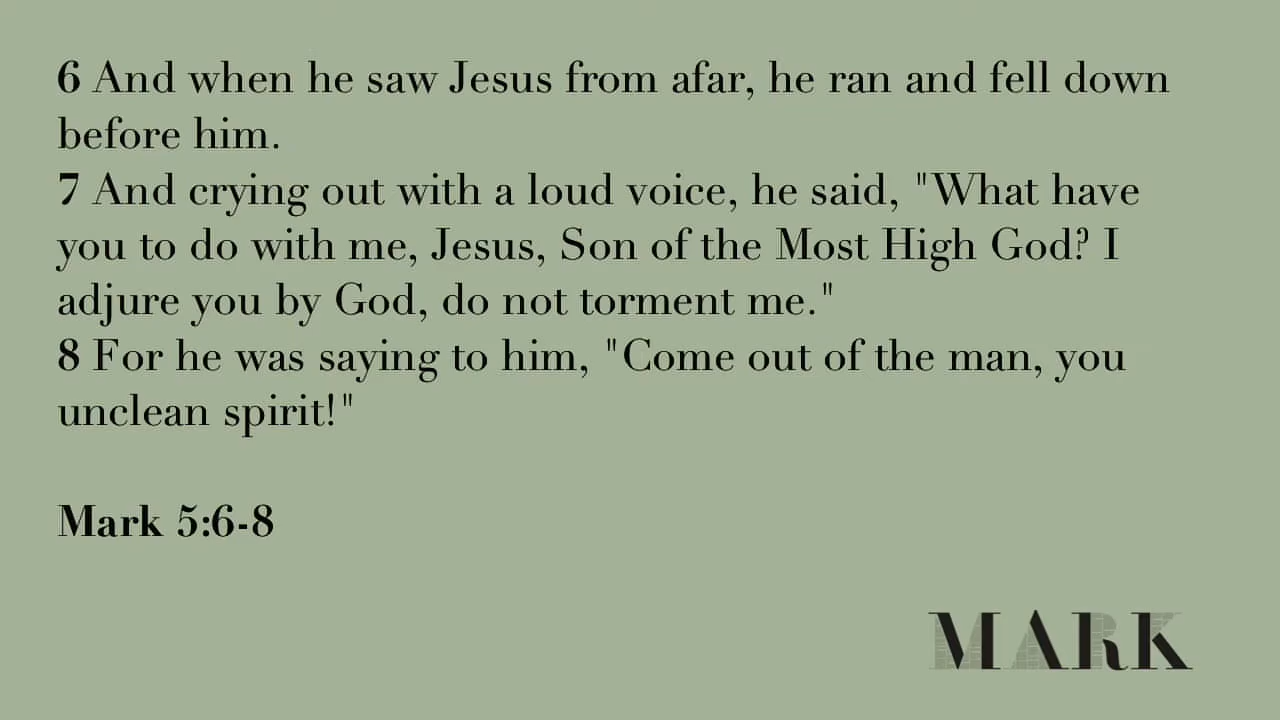 6 And when he saw Jesus from afar, he ran and fell down
before him.
7 And crying out with a loud voice, he said, "What have
you to do with me, Jesus, Son of the Most High God? I
adjure you by God, do not torment me."
8 For he was saying to him, "Come out of the man, you
unclean spirit!"
Mark 5:6-8
MARK